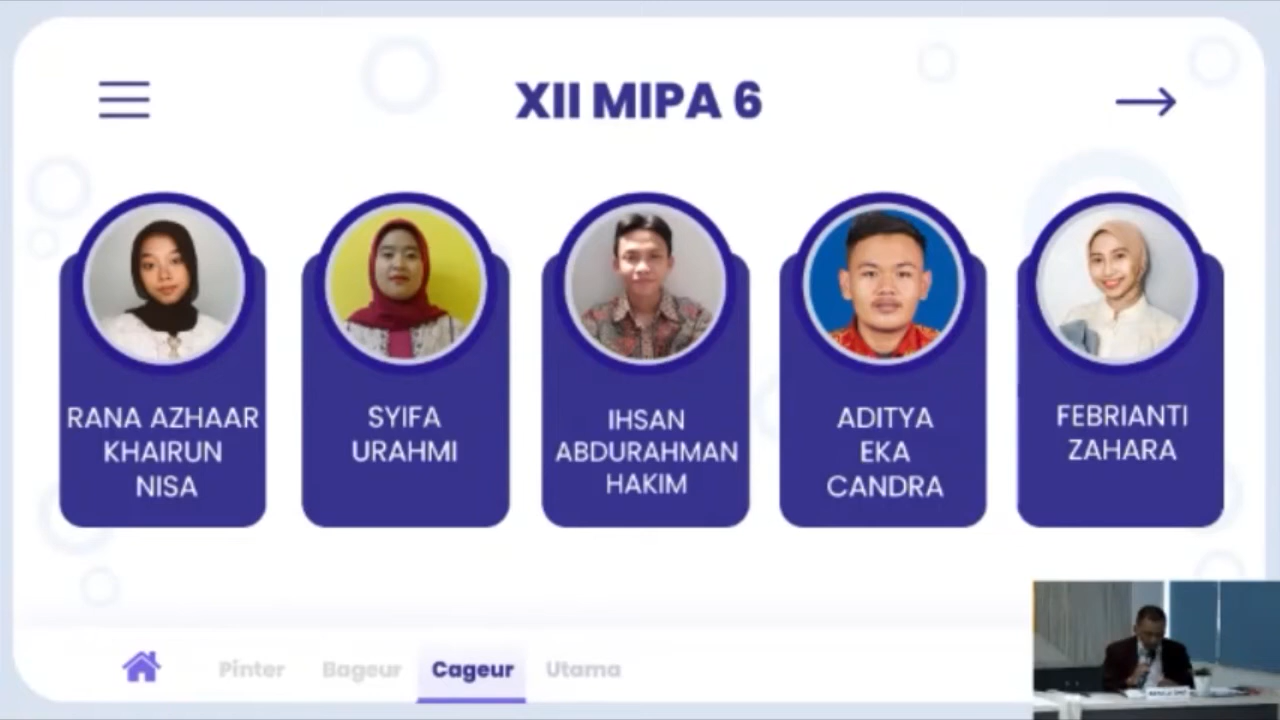 XII MIPA 6
RANA AZHAAR
KHAIRUN
NISA
SYIFA
URAHMI
IHSAN
ABDURAHMAN
HAKIM
ADITYA
EKA
CANDRA
FEBRIANTI
ZAHARA
Pinter
Bageur
Cageur
Utama